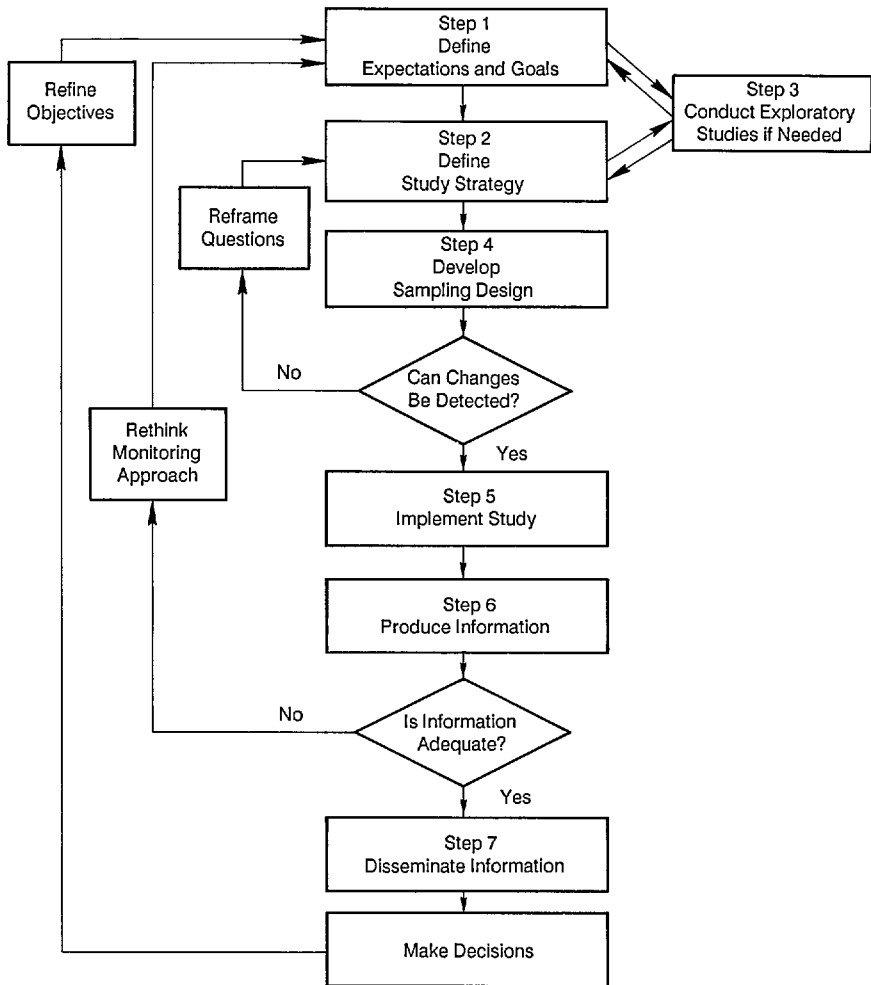 Step 1
Define
Expectations and Goals
Refine
Objectives
Step 3
Conduct Exploratory
Studies if Needed
Step 2
Define
Study Strategy
Reframe
Questions
Step 4
Develop
Sampling Design
No
Can Changes
Be Detected?
Yes
Rethink
Monitoring
Approach
Step 5
Implement Study
Step 6
Produce Information
No
Is Information
Adequate?
Yes
Step 7
Disseminate Information
Make Decisions